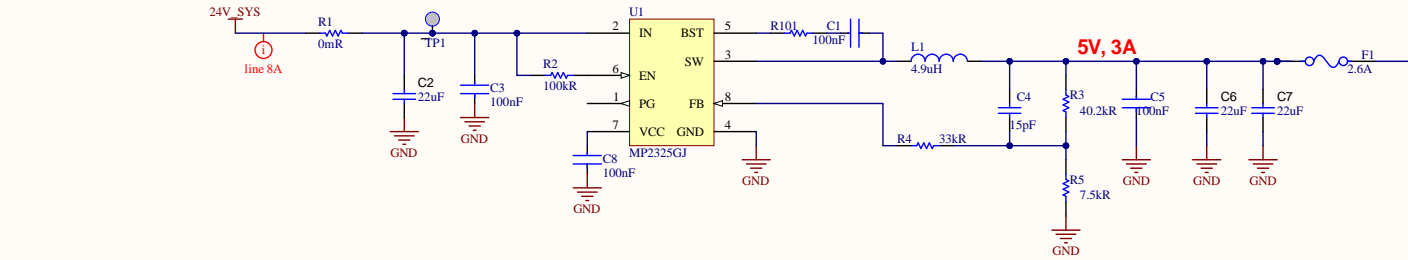 24V_SYS
R1
0mR
i
line 8A
TP1
C2
22uF
C3
100nF
R2
100kR
U1
2 IN BST 5
SW 3
6 EN
1 PG FB 8
7 VCC GND 4
MP2325GJ
C8
100nF
GND
GND
GND
GND
R101
C1
100nF
L1
4.9uH
5V, 3A
C4
15pF
R3
40.2kR
R4 33kR
R5
7.5kR
GND
C5
100nF
GND
C6
22uF
GND
C7
22uF
GND
F1
2.6A